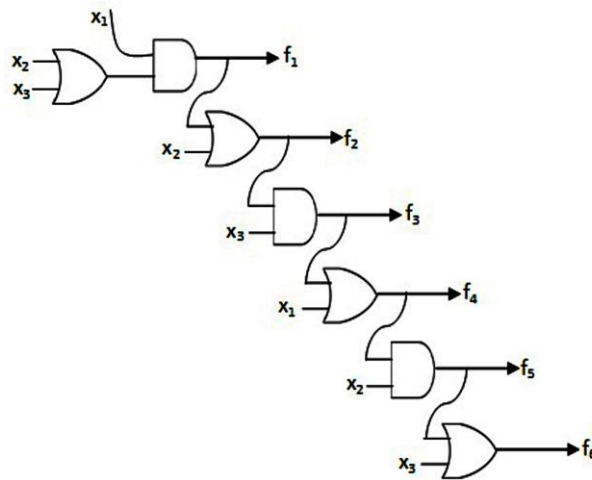 x₁
x₂
x₃
f₁
x₂
f₂
x₃
f₃
x₁
f₄
x₂
f₅
x₃
f₆